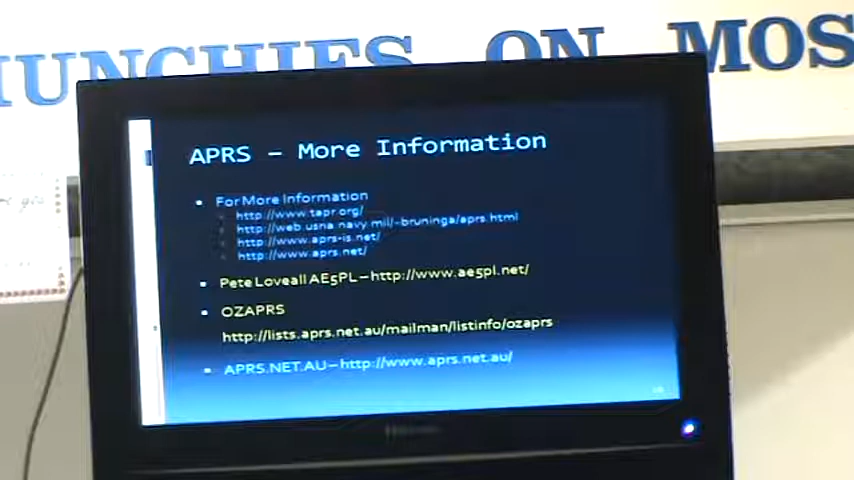 UNCHIES ON MOS
APRS – More Information
• For More Information
http://www.tapr.org/
http://web.usna.navy.mil/~bruninga/aprs.html
http://www.aprs-is.net/
http://www.aprs.net/
• Pete Loveall AE5PL – http://www.ae5pl.net/
• OZAPRS
http://lists.aprs.net.au/mailman/listinfo/ozaprs
• APRS.NET.AU – http://www.aprs.net.au/